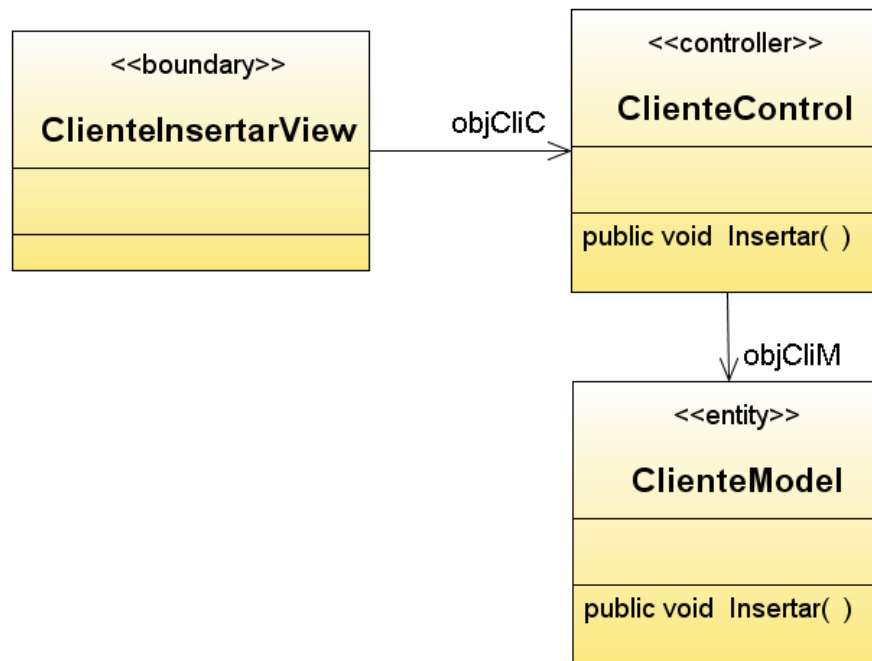 <<boundary>>
ClienteInsertarView
objCliC
<<controller>>
ClienteControl
public void Insertar( )
objCliM
<<entity>>
ClienteModel
public void Insertar( )